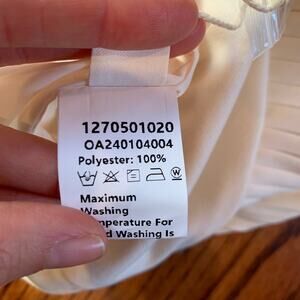 1270501020
OA240104004
Polyester: 100%
Maximum
Washing
Temperature For
Washing Is